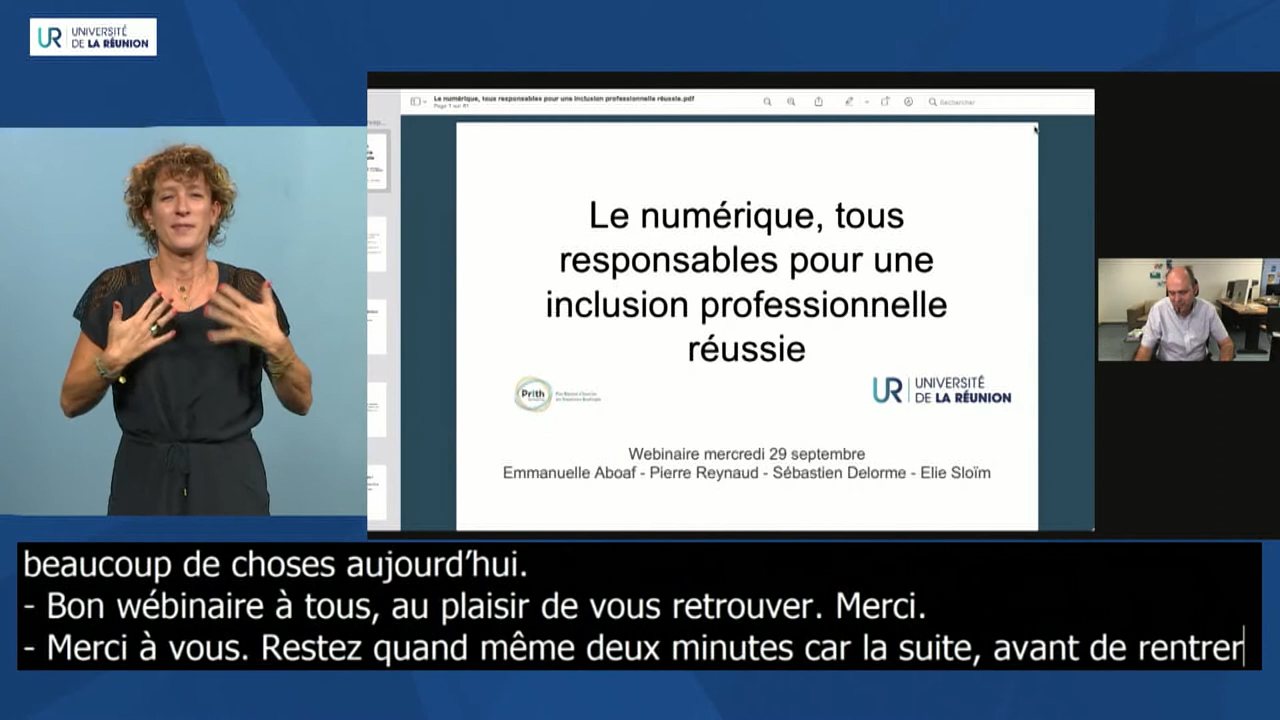 UR UNIVERSITÉ
DE LA RÉUNION
Le numérique, tous responsables pour une inclusion professionnelle réussie.pdf
Page 1 sur 81
Rechercher
Le numérique, tous
responsables pour une
inclusion professionnelle
réussie
Prith
UR UNIVERSITÉ
DE LA RÉUNION
Webinaire mercredi 29 septembre
Emmanuelle Aboaf - Pierre Reynaud - Sébastien Delorme - Elie Sloïm
beaucoup de choses aujourd’hui.
- Bon wébinaire à tous, au plaisir de vous retrouver. Merci.
- Merci à vous. Restez quand même deux minutes car la suite, avant de rentrer